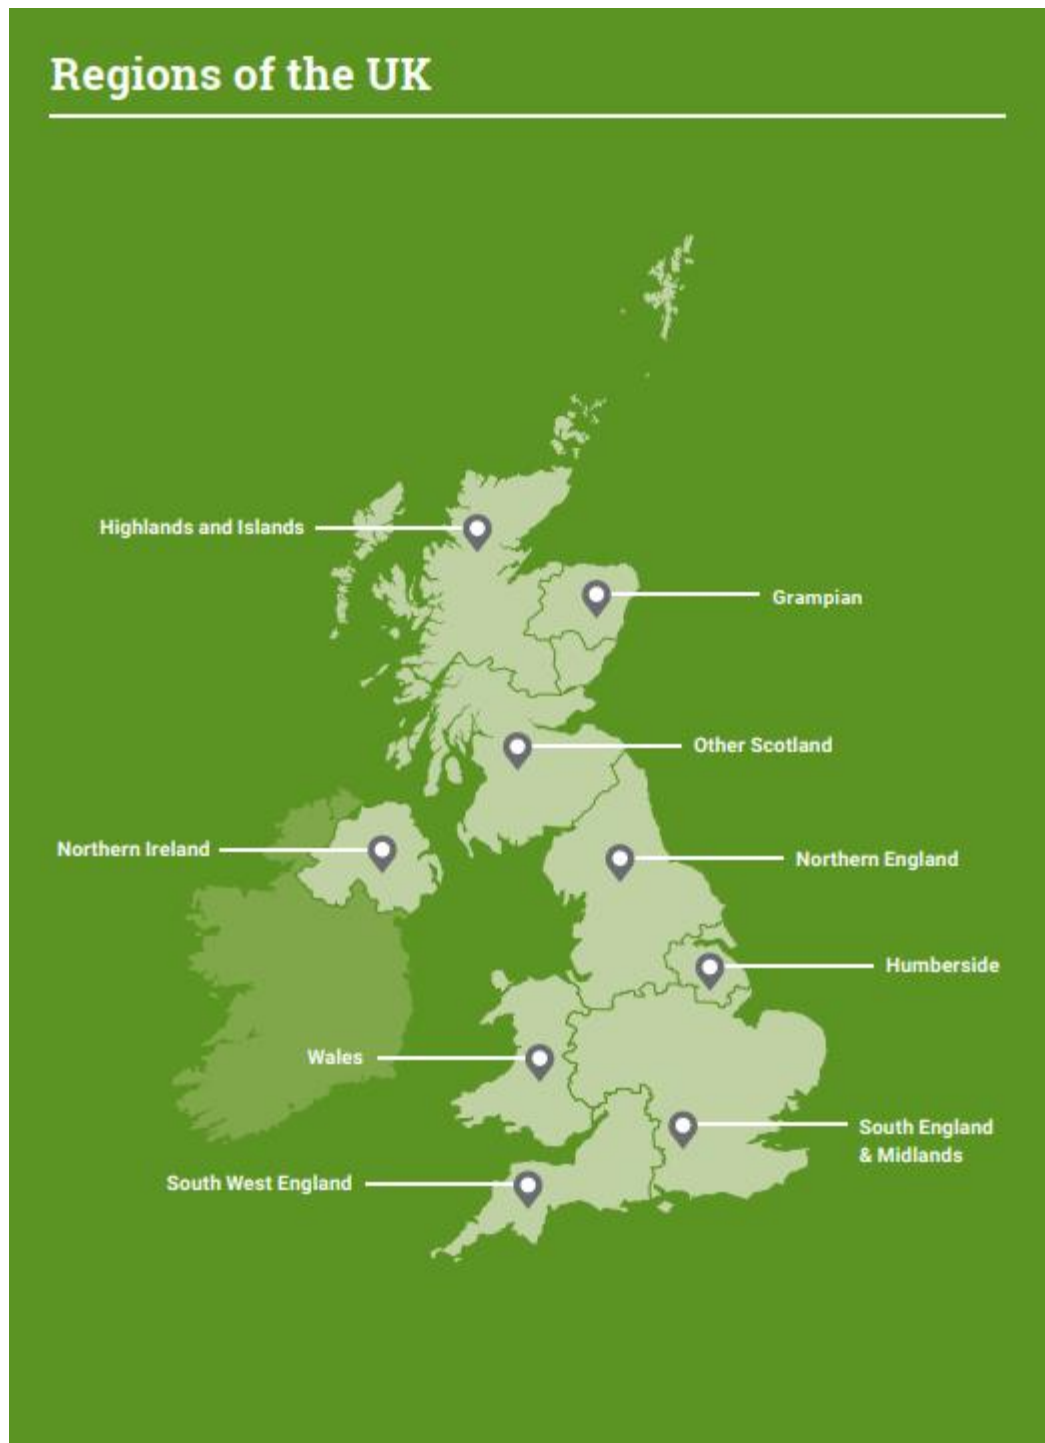 Regions of the UK
Highlands and Islands
Grampian
Other Scotland
Northern Ireland
Northern England
Humberside
Wales
South England
& Midlands
South West England